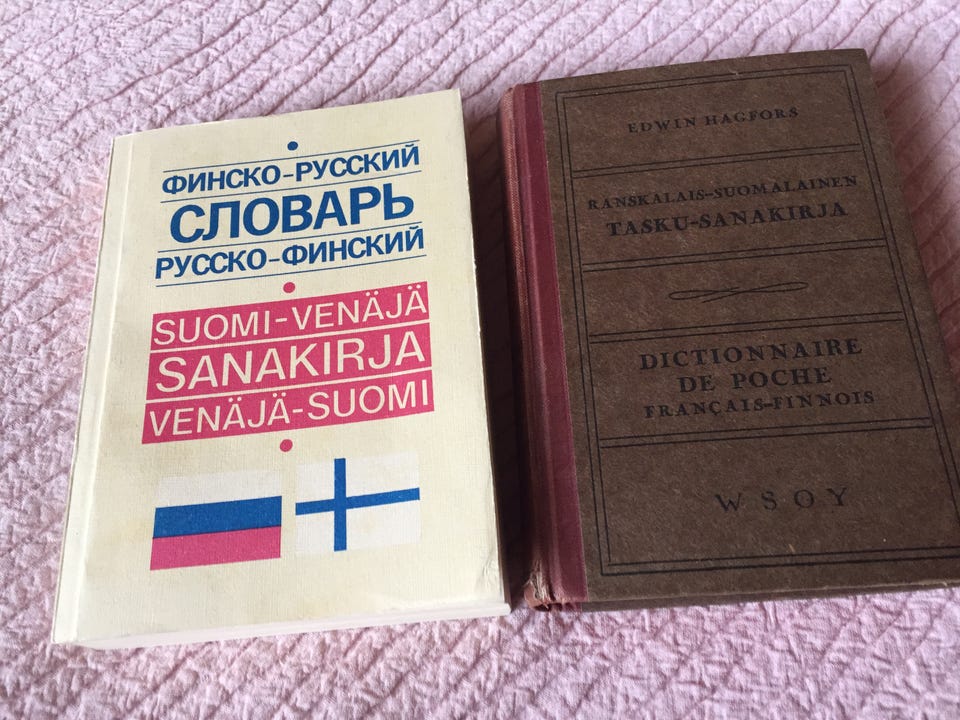 ФИНСКО-РУССКИЙ
СЛОВАРЬ
РУССКО-ФИНСКИЙ
SUOMI-VENÄJÄ
SANAKIRJA
VENÄJÄ-SUOMI
EDWIN HAGFORS
RANSKALAIS-SUOMALAINEN
TASKU-SANAKIRJA
DICTIONNAIRE
DE POCHE
FRANÇAIS-FINNOIS
WSOY